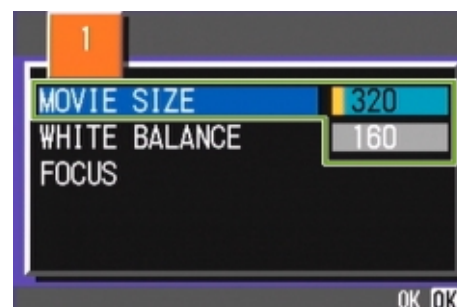 1
MOVIE SIZE 320
WHITE BALANCE 160
FOCUS
OK OK